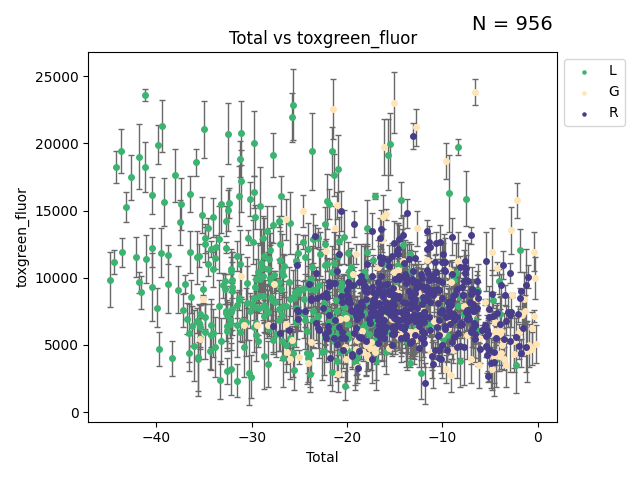 N = 956
Total vs toxgreen_fluor
25000
20000
15000
10000
5000
0
toxgreen_fluor
−40
−30
−20
−10
0
Total
L
G
R